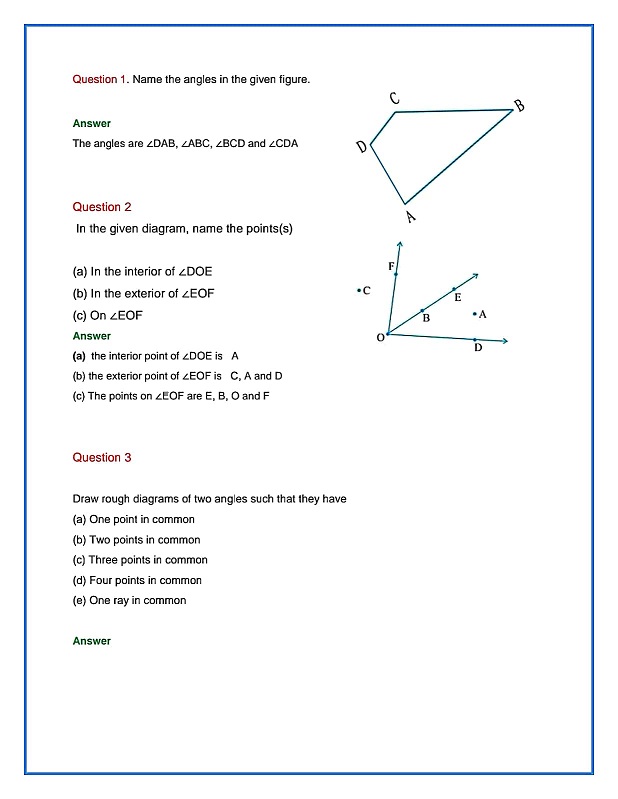 Question 1. Name the angles in the given figure.
C
B
Answer
The angles are ∠DAB, ∠ABC, ∠BCD and ∠CDA
D
A
Question 2
In the given diagram, name the points(s)
(a) In the interior of ∠DOE
(b) In the exterior of ∠EOF
(c) On ∠EOF
F
C
E
B
A
O
D
Answer
(a) the interior point of ∠DOE is A
(b) the exterior point of ∠EOF is C, A and D
(c) The points on ∠EOF are E, B, O and F
Question 3
Draw rough diagrams of two angles such that they have
(a) One point in common
(b) Two points in common
(c) Three points in common
(d) Four points in common
(e) One ray in common
Answer